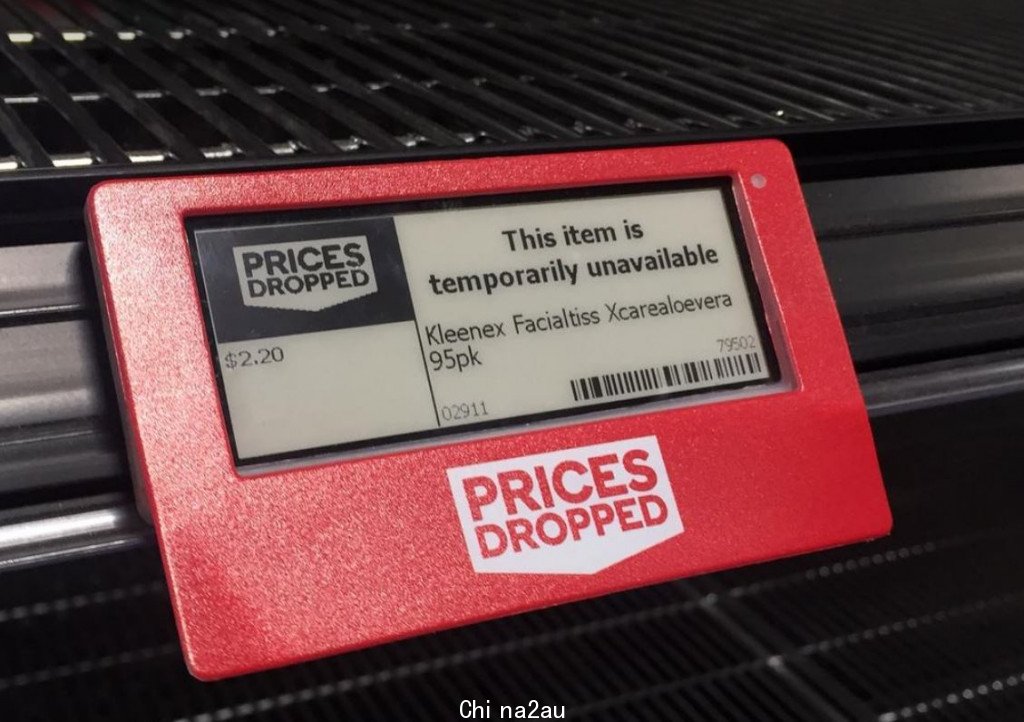 PRICES
DROPPED
$2.20
This item is
temporarily unavailable
Kleenex Facialtiss Xcarealoevera
95pk
79502
02911
PRICES
DROPPED
Chi na2au